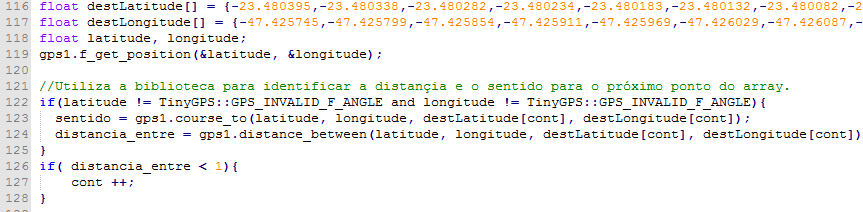 116 float destLatitude[] = {-23.480395,-23.480338,-23.480282,-23.480234,-23.480183,-23.480132,-23.480082,-2
117 float destLongitude[] = {-47.425745,-47.425799,-47.425854,-47.425911,-47.425969,-47.426029,-47.426087,-
118 float latitude, longitude;
119 gps1.f_get_position(&latitude, &longitude);
120
121 //Utiliza a biblioteca para identificar a distançia e o sentido para o próximo ponto do array.
122 if(latitude != TinyGPS::GPS_INVALID_F_ANGLE and longitude != TinyGPS::GPS_INVALID_F_ANGLE){
123 sentido = gps1.course_to(latitude, longitude, destLatitude[cont], destLongitude[cont]);
124 distancia_entre = gps1.distance_between(latitude, longitude, destLatitude[cont], destLongitude[cont])
125 }
126 if( distancia_entre < 1){
127 cont ++;
128 }